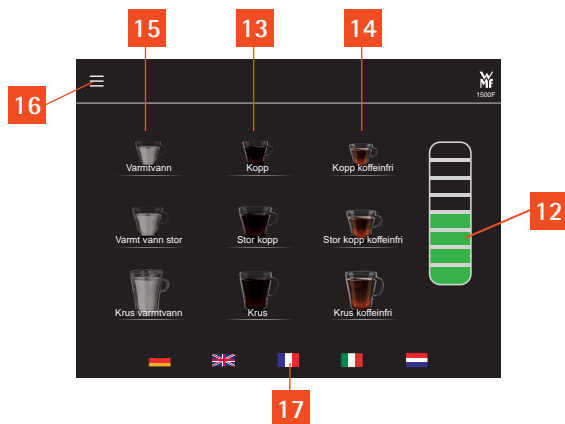 15
13
14
16
WMF
1500F
Varmtvann
Kopp
Kopp koffeinfri
12
Varmt vann stor
Stor kopp
Stor kopp koffeinfri
Krus varmtvann
Krus
Krus koffeinfri
17